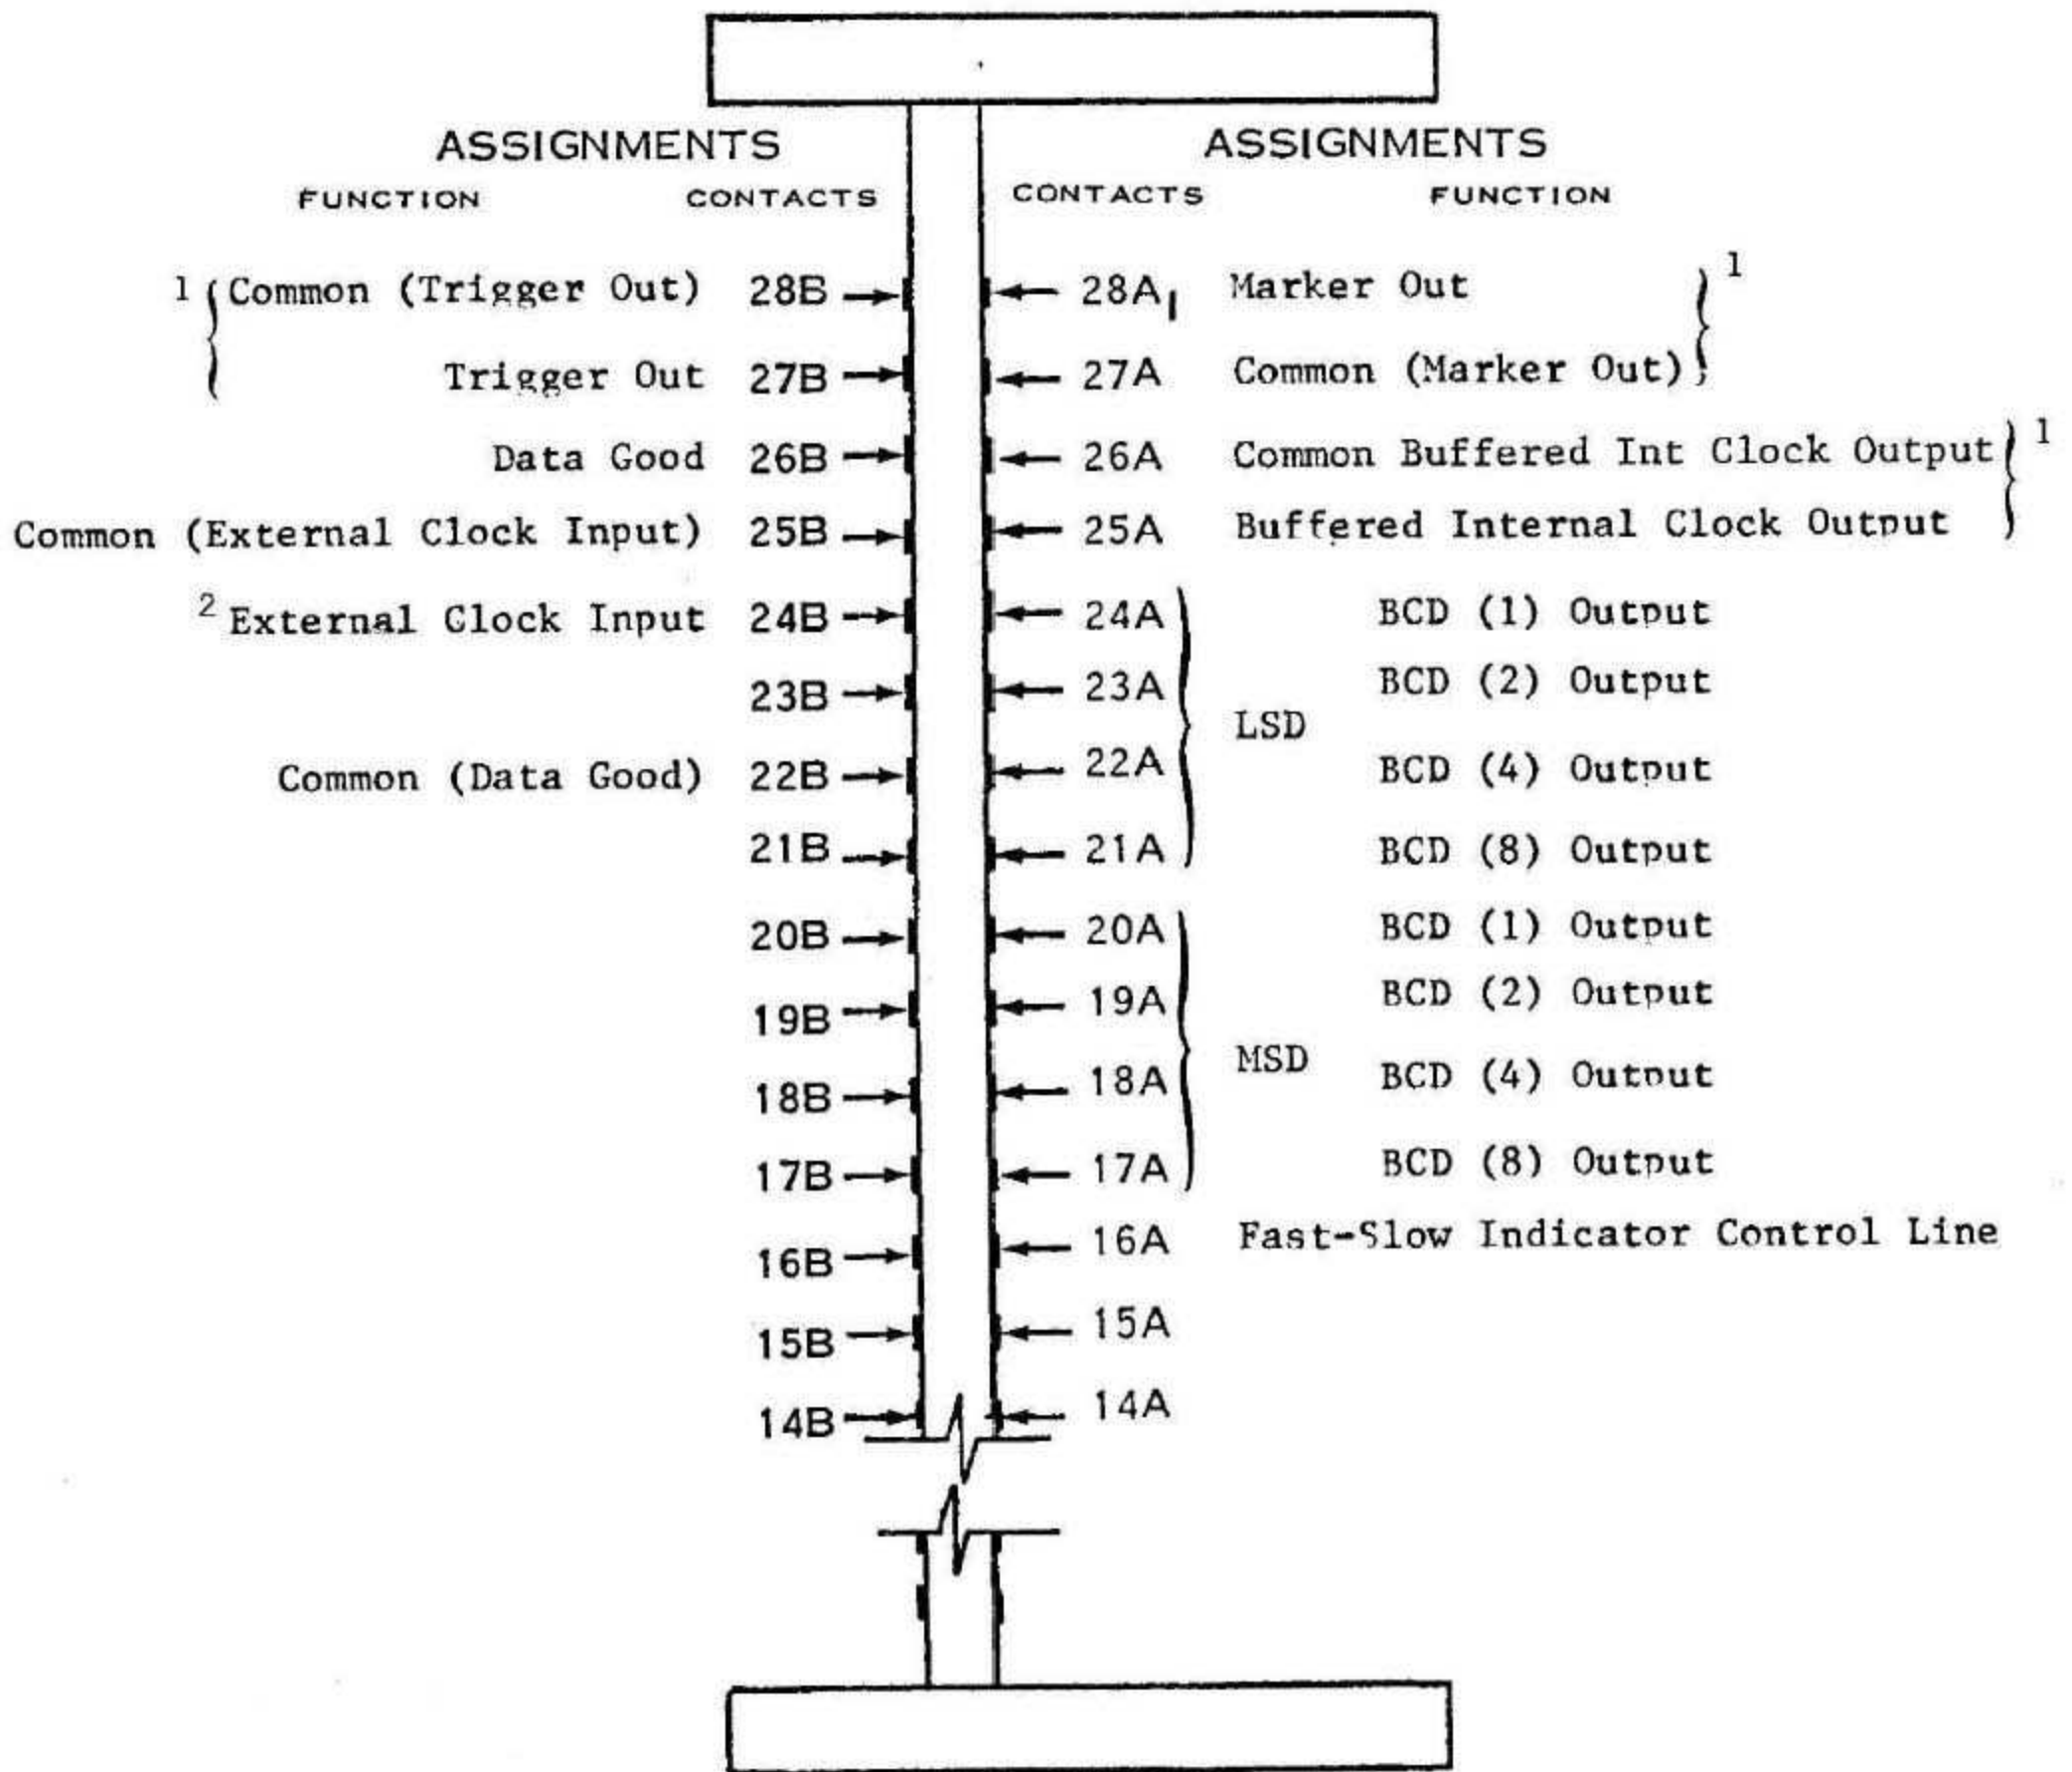 ASSIGNMENTS ASSIGNMENTS
FUNCTION CONTACTS CONTACTS FUNCTION
1 Common (Trigger Out) 28B 28A Marker Out 1
Trigger Out 27B 27A Common (Marker Out)
Data Good 26B 26A Common Buffered Int Clock Output 1
Common (External Clock Input) 25B 25A Buffered Internal Clock Output
2 External Clock Input 24B 24A BCD (1) Output
23B 23A BCD (2) Output
LSD
Common (Data Good) 22B 22A BCD (4) Output
21B 21A BCD (8) Output
20B 20A BCD (1) Output
19B 19A BCD (2) Output
MSD
18B 18A BCD (4) Output
17B 17A BCD (8) Output
16B 16A Fast-Slow Indicator Control Line
15B 15A
14B 14A